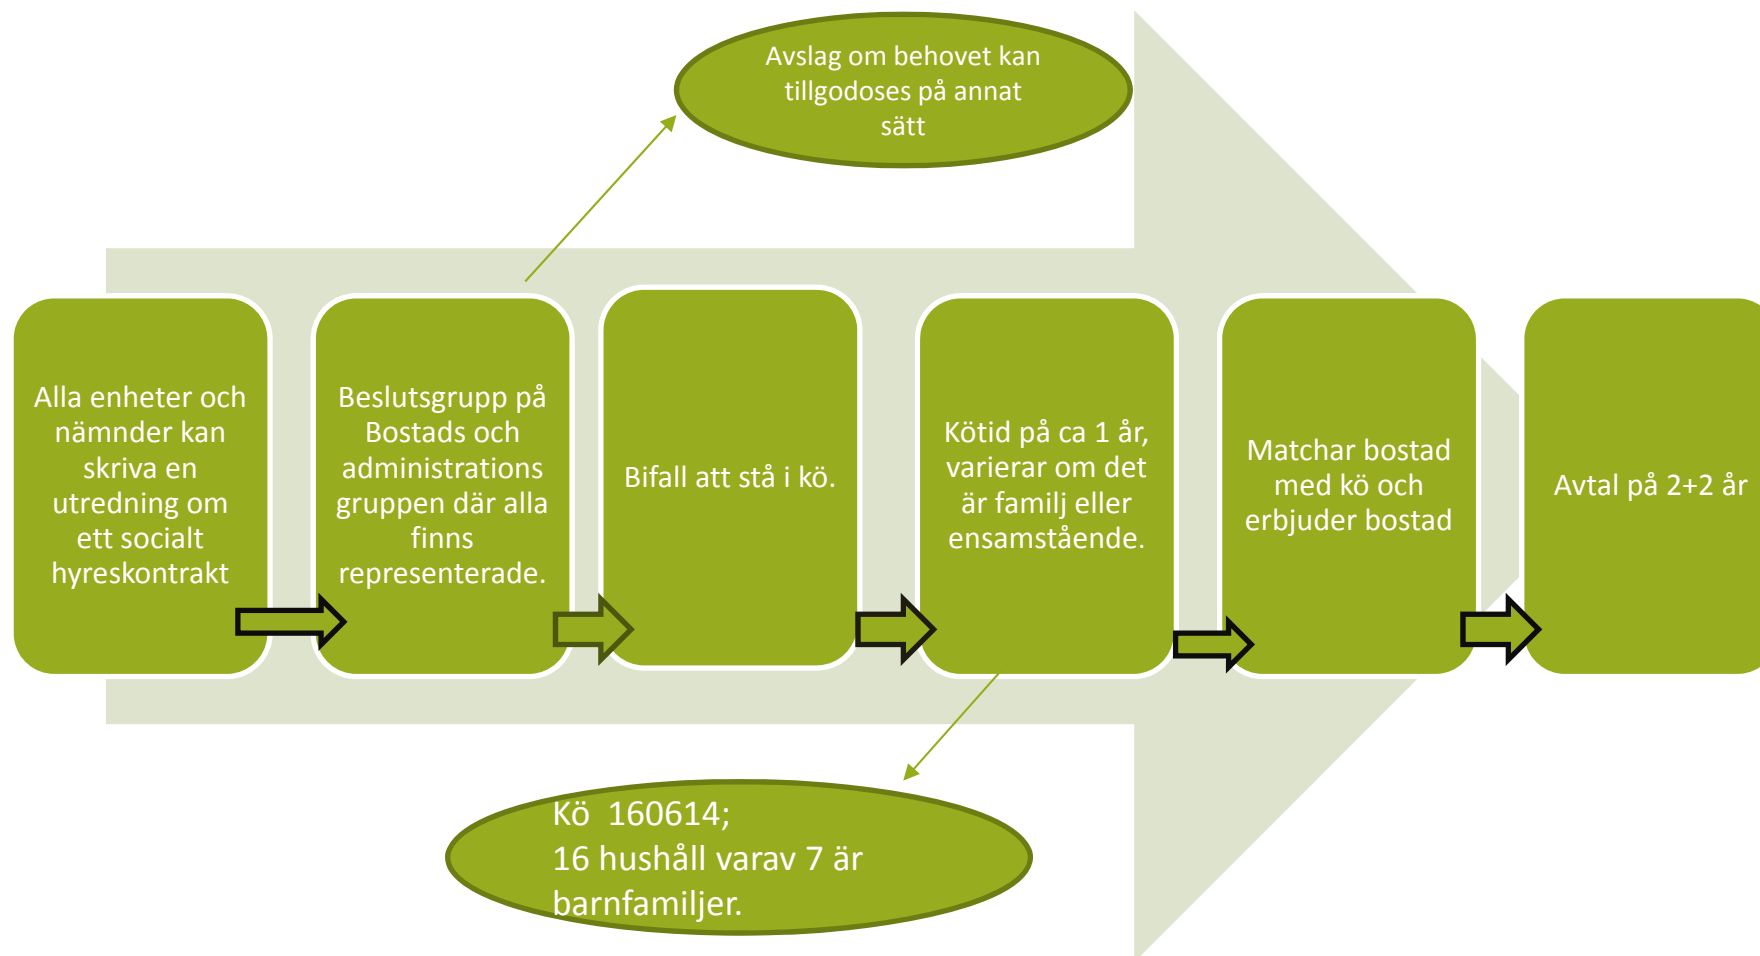 Avslag om behovet kan
tillgodoses på annat
sätt
Alla enheter och
nämnder kan
skriva en
utredning om
ett socialt
hyreskontrakt
Beslutsgrupp på
Bostads och
administrations
gruppen där alla
finns
representerade.
Bifall att stå i kö.
Kötid på ca 1 år,
varierar om det
är familj eller
ensamstående.
Matchar bostad
med kö och
erbjuder bostad
Avtal på 2+2 år
Kö  160614;
16 hushåll varav 7 är
barnfamiljer.